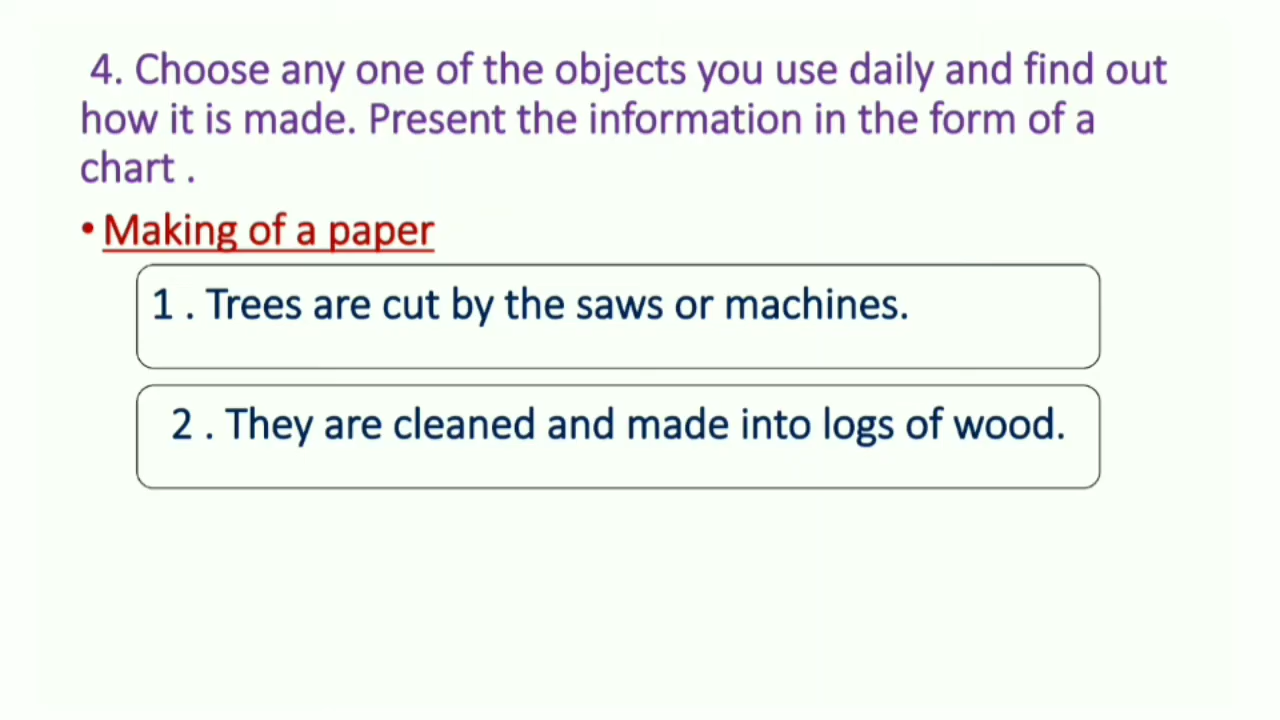 4. Choose any one of the objects you use daily and find out
how it is made. Present the information in the form of a
chart .
• Making of a paper
1 . Trees are cut by the saws or machines.
2 . They are cleaned and made into logs of wood.